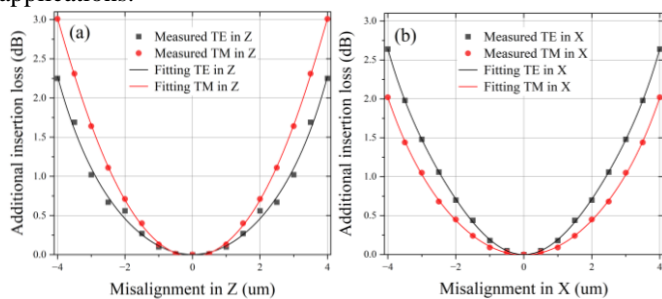 applications.
(a)
Measured TE in Z
Measured TM in Z
Fitting TE in Z
Fitting TM in Z
Additional insertion loss (dB)
3.0
2.5
2.0
1.5
1.0
0.5
0.0
−4 −2 0 2 4
Misalignment in Z (um)
(b)
Measured TE in X
Measured TM in X
Fitting TE in X
Fitting TM in X
Additional insertion loss (dB)
3.0
2.5
2.0
1.5
1.0
0.5
0.0
−4 −2 0 2 4
Misalignment in X (um)